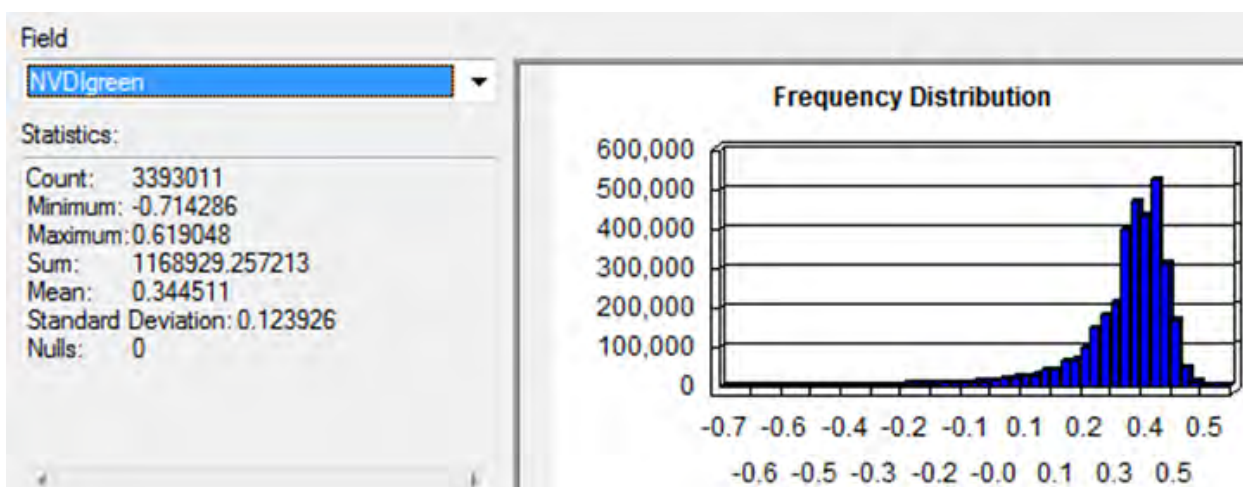 Field
NVDIgreen
Statistics:
Count: 3393011
Minimum: -0.714286
Maximum: 0.619048
Sum: 1168929.257213
Mean: 0.344511
Standard Deviation: 0.123926
Nulls: 0
Frequency Distribution
600,000
500,000
400,000
300,000
200,000
100,000
0
-0.7 -0.6 -0.4 -0.2 -0.1 0.1 0.2 0.4 0.5
-0.6 -0.5 -0.3 -0.2 -0.0 0.1 0.3 0.5